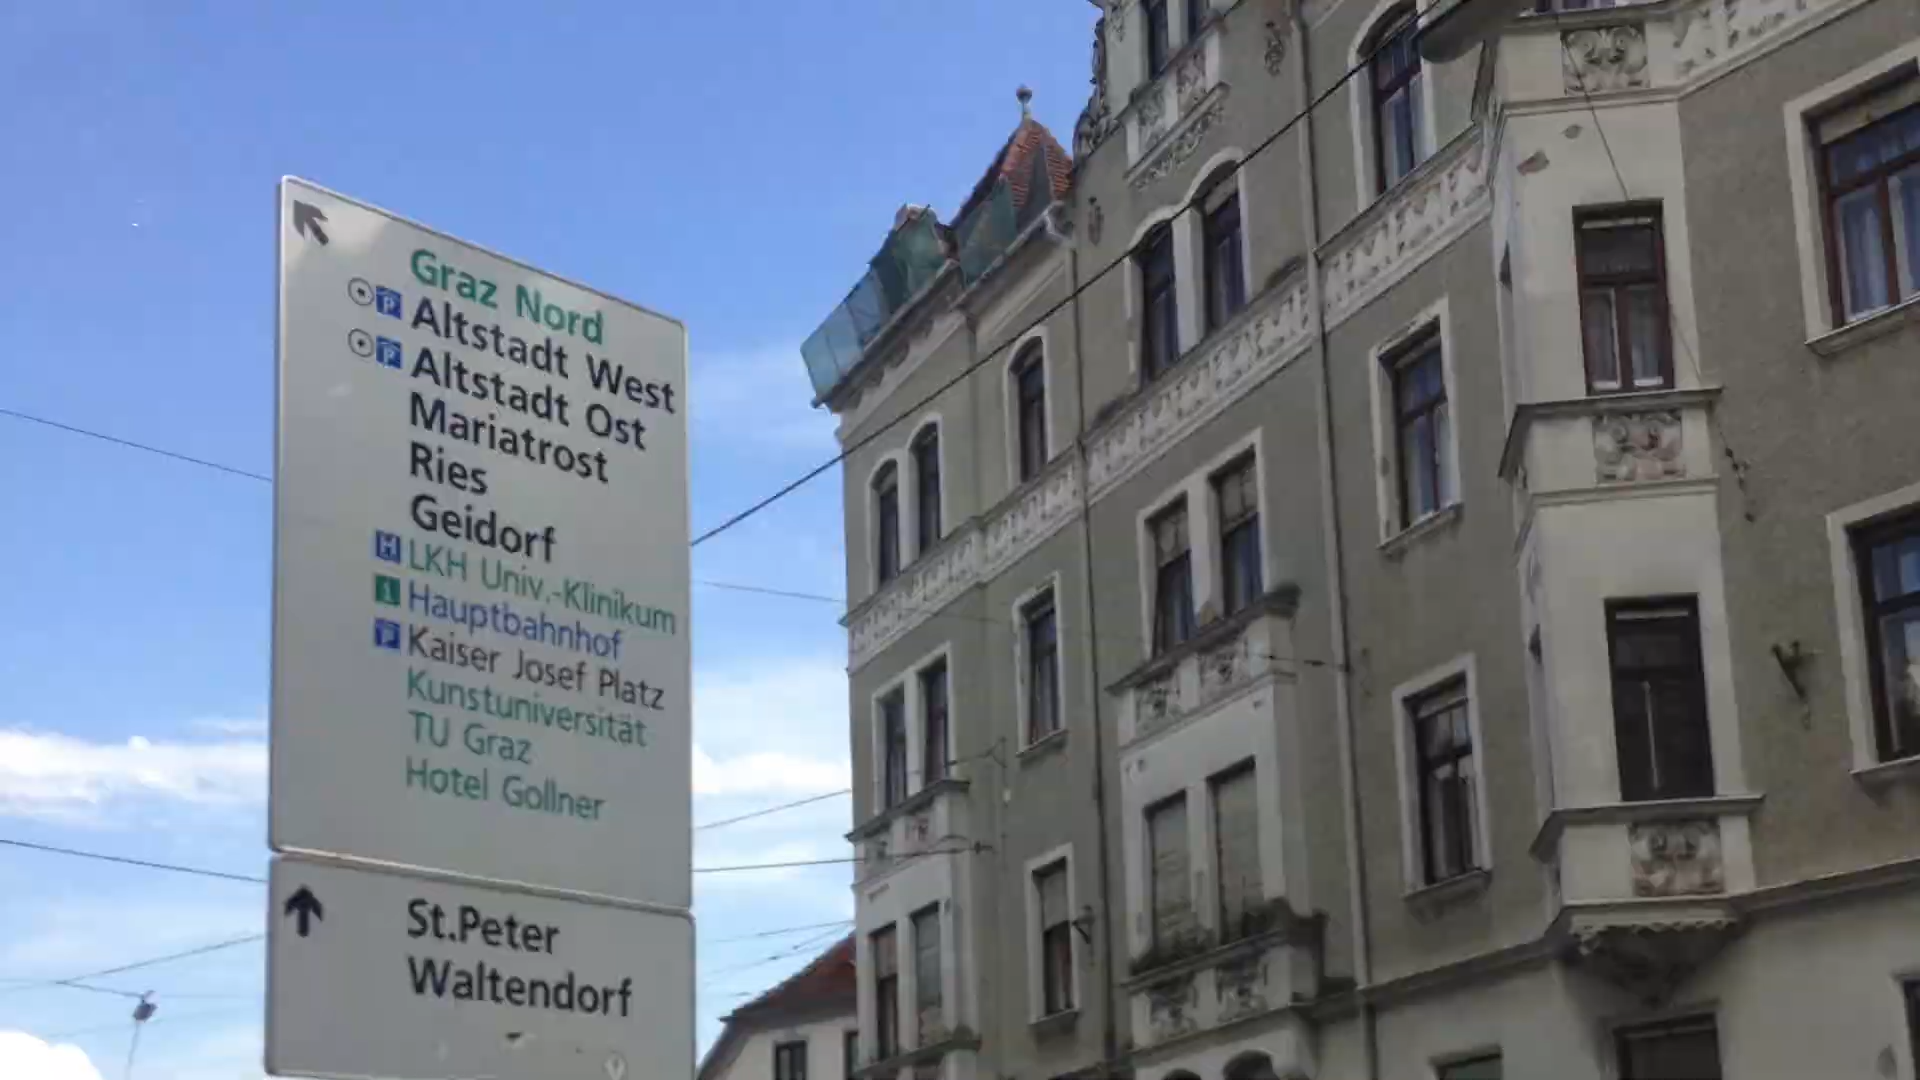 Graz Nord
P Altstadt West
P Altstadt Ost
Mariatrost
Ries
Geidorf
H LKH Univ.-Klinikum
i Hauptbahnhof
P Kaiser Josef Platz
Kunstuniversität
TU Graz
Hotel Gollner
St.Peter
Waltendorf